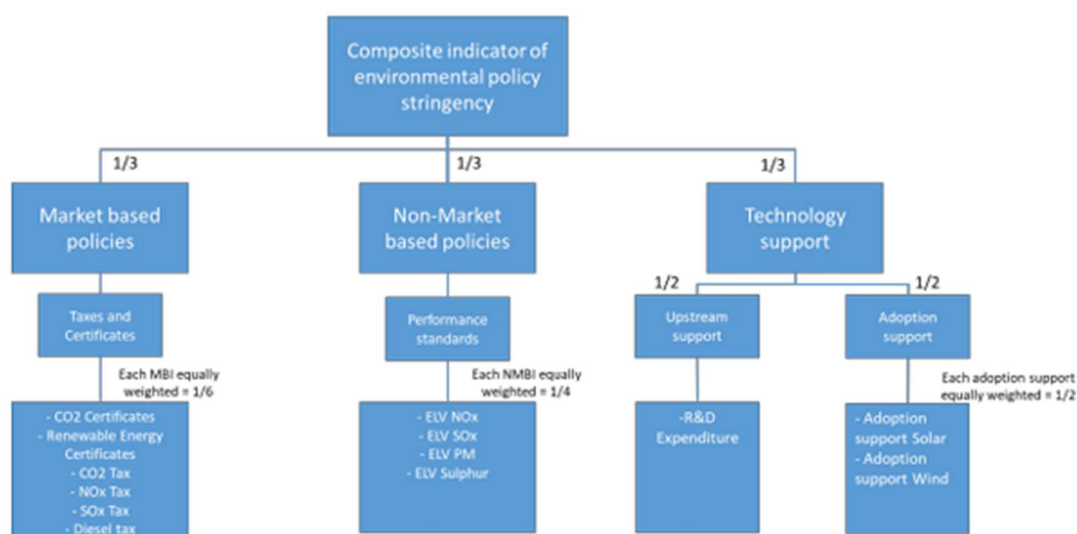 Composite indicator of
environmental policy
stringency
1/3
1/3
1/3
Market based
policies
Non-Market
based policies
Technology
support
1/2
1/2
Taxes and
Certificates
Performance
standards
Upstream
support
Adoption
support
Each MBI equally
weighted = 1/6
Each NMBI equally
weighted = 1/4
Each adoption support
equally weighted = 1/2
- CO2 Certificates
- Renewable Energy
Certificates
- CO2 Tax
- NOx Tax
- SOx Tax
- Diesel tax
- ELV NOx
- ELV SOx
- ELV PM
- ELV Sulphur
-R&D
Expenditure
- Adoption
support Solar
- Adoption
support Wind